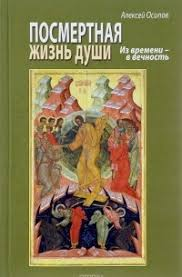 Алексей Осипов
ПОСМЕРТНАЯ
ЖИЗНЬ ДУШИ
Из времени –
в вечность